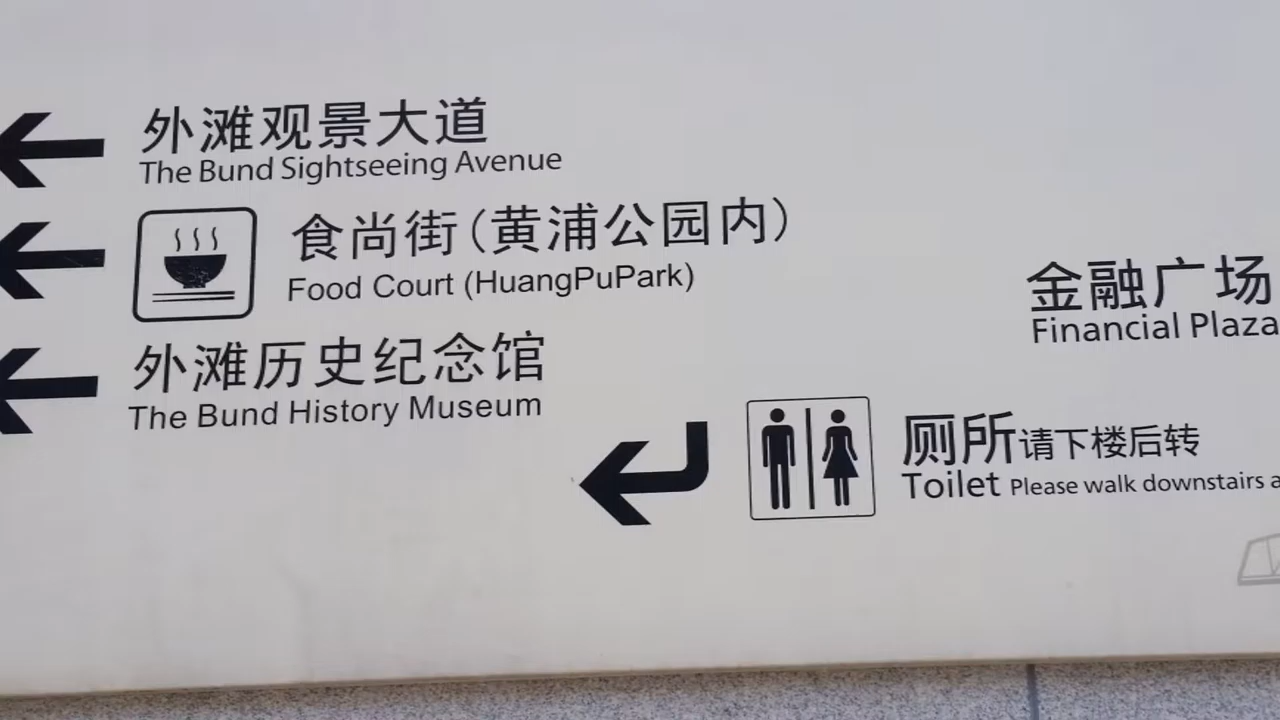 外滩观景大道
The Bund Sightseeing Avenue
食尚街(黄浦公园内)
Food Court (HuangPuPark)
外滩历史纪念馆
The Bund History Museum
金融广场
Financial Plaza
厕所请下楼后转
Toilet Please walk downstairs